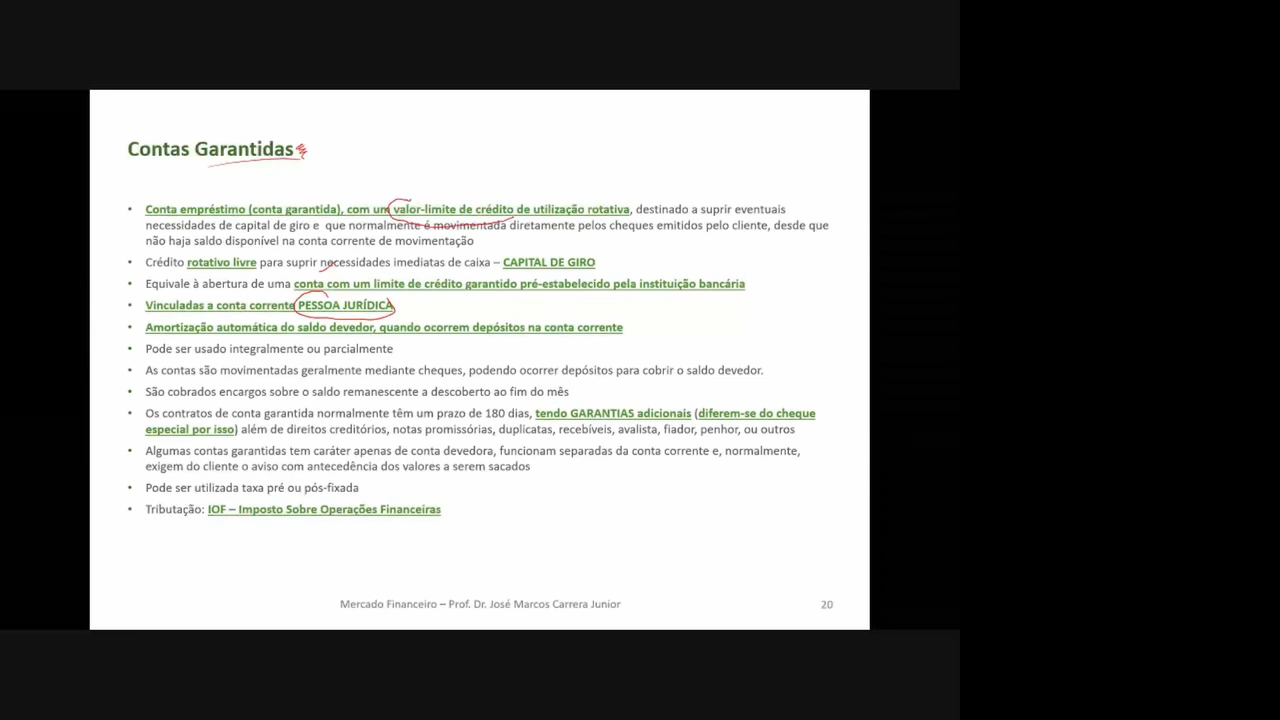 Contas Garantidas
• Conta empréstimo (conta garantida), com um valor-limite de crédito de utilização rotativa, destinado a suprir eventuais
necessidades de capital de giro e que normalmente é movimentada diretamente pelos cheques emitidos pelo cliente, desde que
não haja saldo disponível na conta corrente de movimentação
• Crédito rotativo livre para suprir necessidades imediatas de caixa – CAPITAL DE GIRO
• Equivale à abertura de uma conta com um limite de crédito garantido pré-estabelecido pela instituição bancária
• Vinculadas a conta corrente PESSOA JURÍDICA
• Amortização automática do saldo devedor, quando ocorrem depósitos na conta corrente
• Pode ser usado integralmente ou parcialmente
• As contas são movimentadas geralmente mediante cheques, podendo ocorrer depósitos para cobrir o saldo devedor.
• São cobrados encargos sobre o saldo remanescente a descoberto ao fim do mês
• Os contratos de conta garantida normalmente têm um prazo de 180 dias, tendo GARANTIAS adicionais (diferem-se do cheque
especial por isso) além de direitos creditórios, notas promissórias, duplicatas, recebíveis, avalista, fiador, penhor, ou outros
• Algumas contas garantidas tem caráter apenas de conta devedora, funcionam separadas da conta corrente e, normalmente,
exigem do cliente o aviso com antecedência dos valores a serem sacados
• Pode ser utilizada taxa pré ou pós-fixada
• Tributação: IOF – Imposto Sobre Operações Financeiras
Mercado Financeiro – Prof. Dr. José Marcos Carrera Junior 20